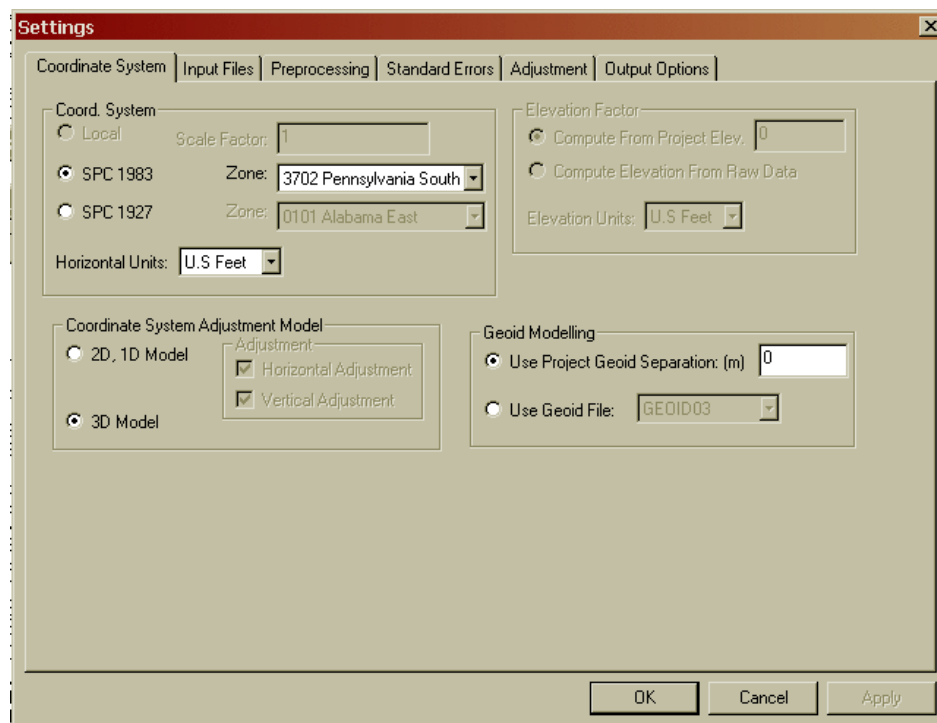 Settings
Coordinate System Input Files Preprocessing Standard Errors Adjustment Output Options
Coord. System
Local Scale Factor: 1
SPC 1983 Zone: 3702 Pennsylvania South
SPC 1927 Zone: 0101 Alabama East
Horizontal Units: U.S Feet
Elevation Factor
Compute From Project Elev. 0
Compute Elevation From Raw Data
Elevation Units: U.S Feet
Coordinate System Adjustment Model
2D, 1D Model
Adjustment
Horizontal Adjustment
Vertical Adjustment
3D Model
Geoid Modelling
Use Project Geoid Separation: (m) 0
Use Geoid File: GEOID03
OK Cancel Apply